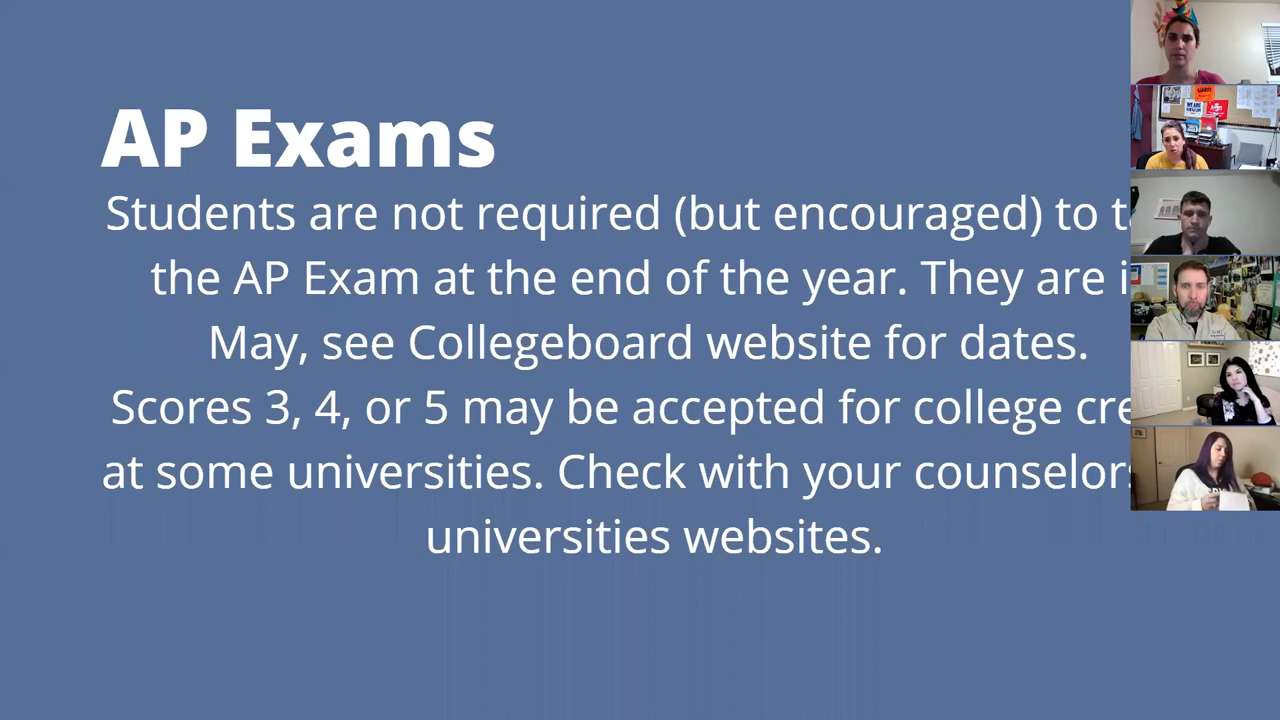 AP Exams
Students are not required (but encouraged) to
the AP Exam at the end of the year. They are
May, see Collegeboard website for dates.
Scores 3, 4, or 5 may be accepted for college
at some universities. Check with your
universities websites.
WE ARE